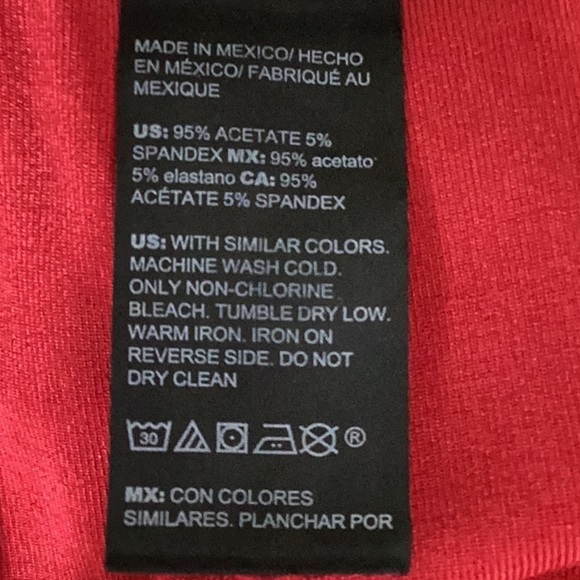 MADE IN MEXICO/ HECHO
EN MÉXICO/ FABRIQUÉ AU
MEXIQUE
US: 95% ACETATE 5%
SPANDEX MX: 95% acetato
5% elastano CA: 95%
ACÉTATE 5% SPANDEX
US: WITH SIMILAR COLORS.
MACHINE WASH COLD.
ONLY NON-CHLORINE
BLEACH. TUMBLE DRY LOW.
WARM IRON. IRON ON
REVERSE SIDE. DO NOT
DRY CLEAN
30 ®
MX: CON COLORES
SIMILARES. PLANCHAR POR